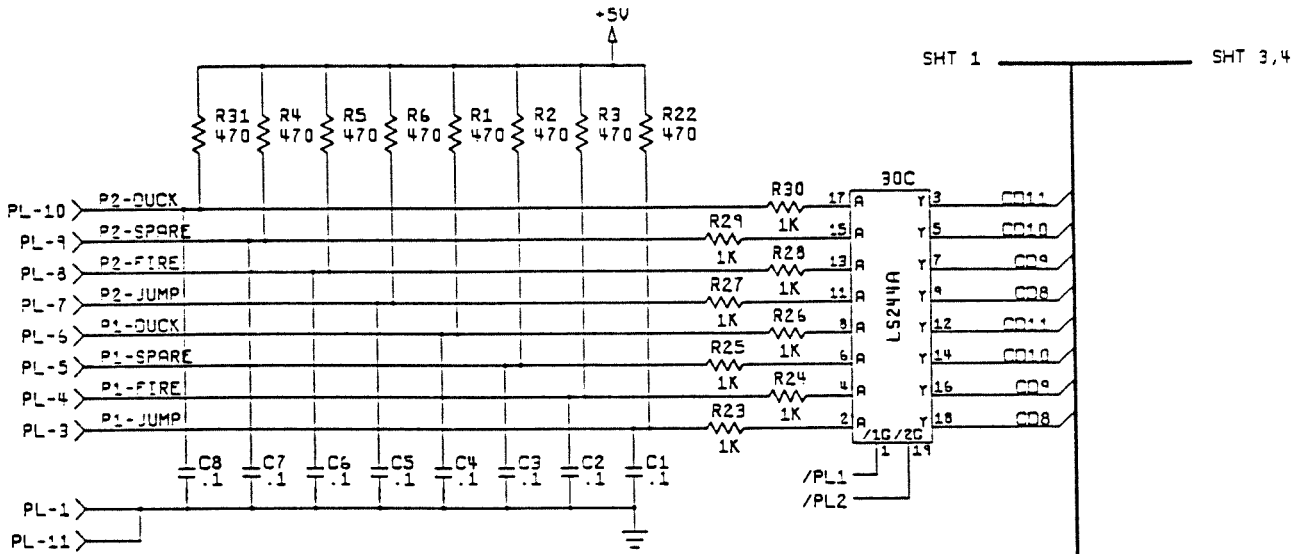 +5V
SHT 1 SHT 3,4
R31 R4 R5 R6 R1 R2 R3 R22
470 470 470 470 470 470 470 470
30C
PL-10 P2-DUCK R30 1K 17 A Y 3 CD11
PL-9 P2-SPARE R29 1K 15 A Y 5 CD10
PL-8 P2-FIRE R28 1K 13 A Y 7 CD9
PL-7 P2-JUMP R27 1K 11 A Y 9 CD8
LS244A
PL-6 P1-DUCK R26 1K 8 A Y 12 CD11
PL-5 P1-SPARE R25 1K 6 A Y 14 CD10
PL-4 P1-FIRE R24 1K 4 A Y 16 CD9
PL-3 P1-JUMP R23 1K 2 A Y 18 CD8
/1G /2G
1 19
C8 C7 C6 C5 C4 C3 C2 C1
.1 .1 .1 .1 .1 .1 .1 .1
/PL1
/PL2
PL-1
PL-11